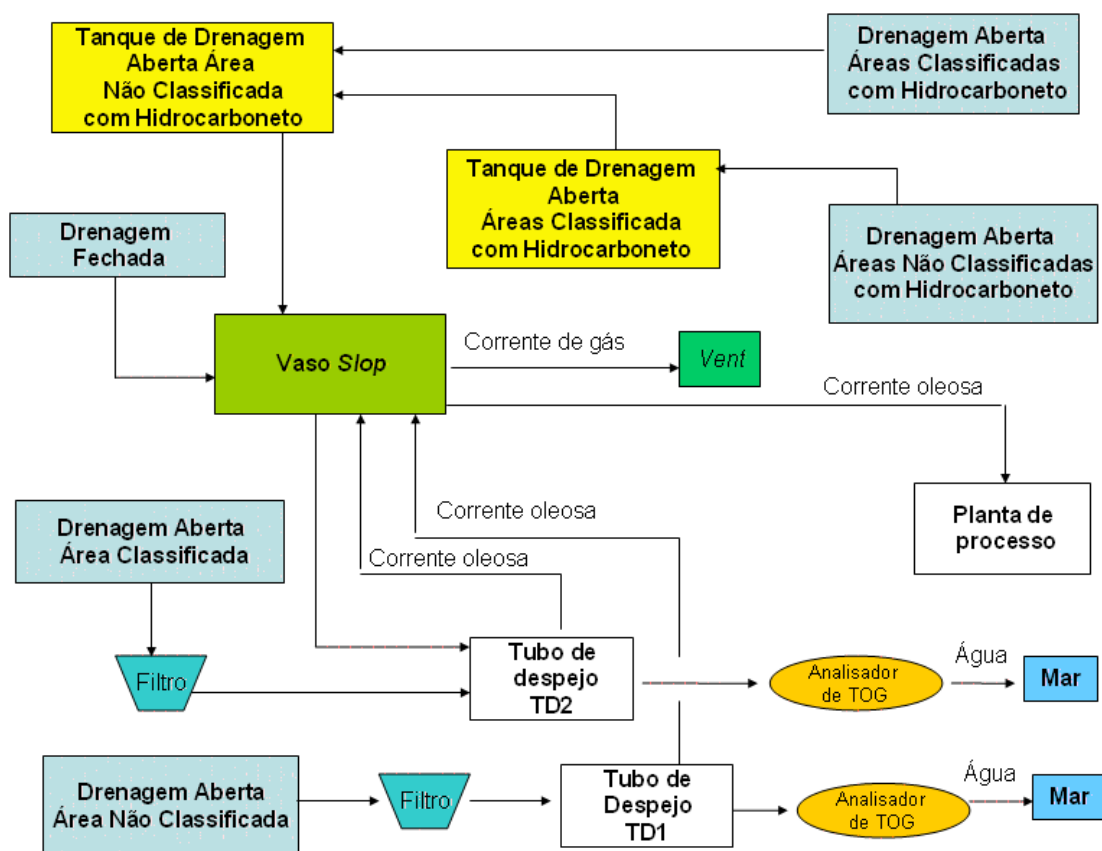 Tanque de Drenagem
Aberta Área
Não Classificada
com Hidrocarboneto
Drenagem Aberta
Áreas Classificadas
com Hidrocarboneto
Tanque de Drenagem
Aberta
Áreas Classificada
com Hidrocarboneto
Drenagem Aberta
Áreas Não Classificadas
com Hidrocarboneto
Drenagem
Fechada
Vaso Slop
Corrente de gás
Vent
Corrente oleosa
Planta de
processo
Corrente oleosa
Corrente oleosa
Drenagem Aberta
Área Classificada
Filtro
Tubo de
despejo
TD2
Analisador
de TOG
Água
Mar
Drenagem Aberta
Área Não Classificada
Filtro
Tubo de
Despejo
TD1
Analisador
de TOG
Água
Mar